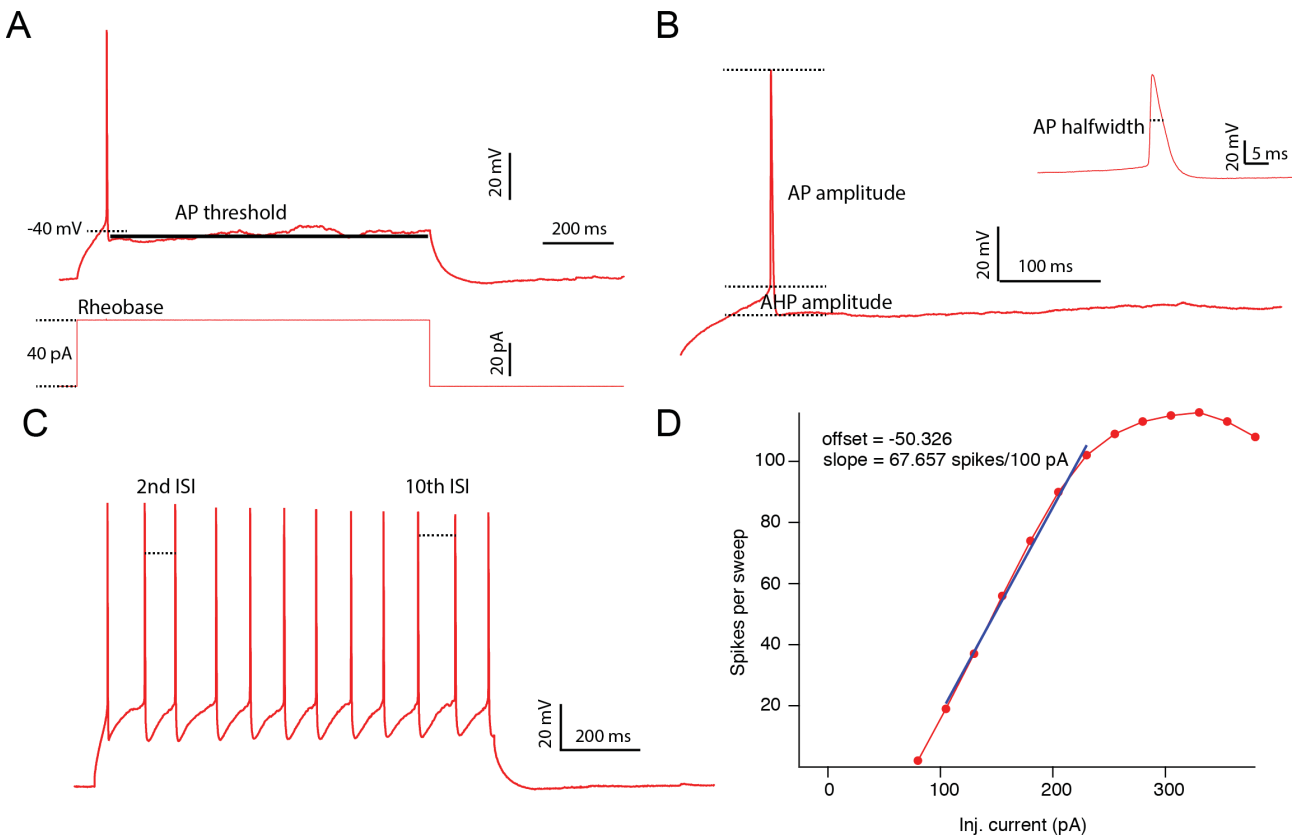 A
-40 mV
AP threshold
20 mV
200 ms
Rheobase
40 pA
20 pA
B
AP halfwidth
20 mV
5 ms
AP amplitude
AHP amplitude
20 mV
100 ms
C
2nd ISI
10th ISI
20 mV
200 ms
D
offset = -50.326
slope = 67.657 spikes/100 pA
Spikes per sweep
100
80
60
40
20
0
100
200
300
Inj. current (pA)